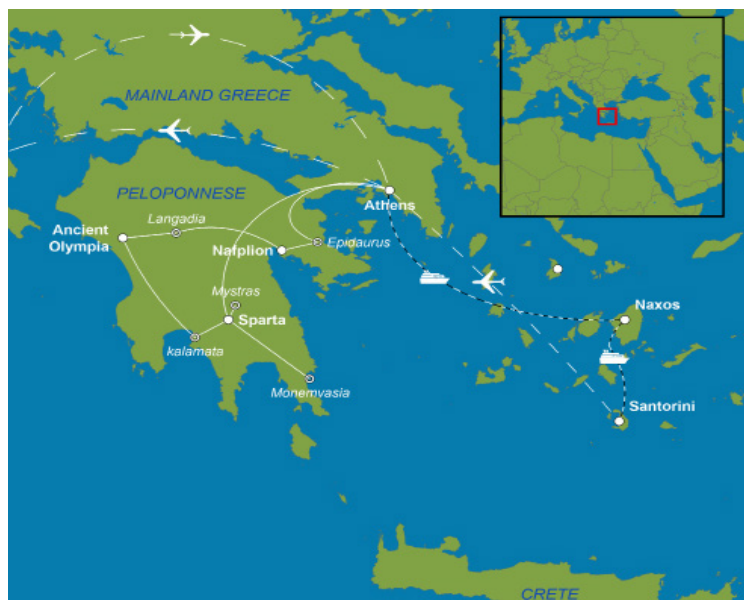 MAINLAND GREECE
PELOPONNESE
Athens
Langadia
Ancient
Olympia
Nafplion
Epidaurus
Mystras
Sparta
Naxos
kalamata
Monemvasia
Santorini
CRETE